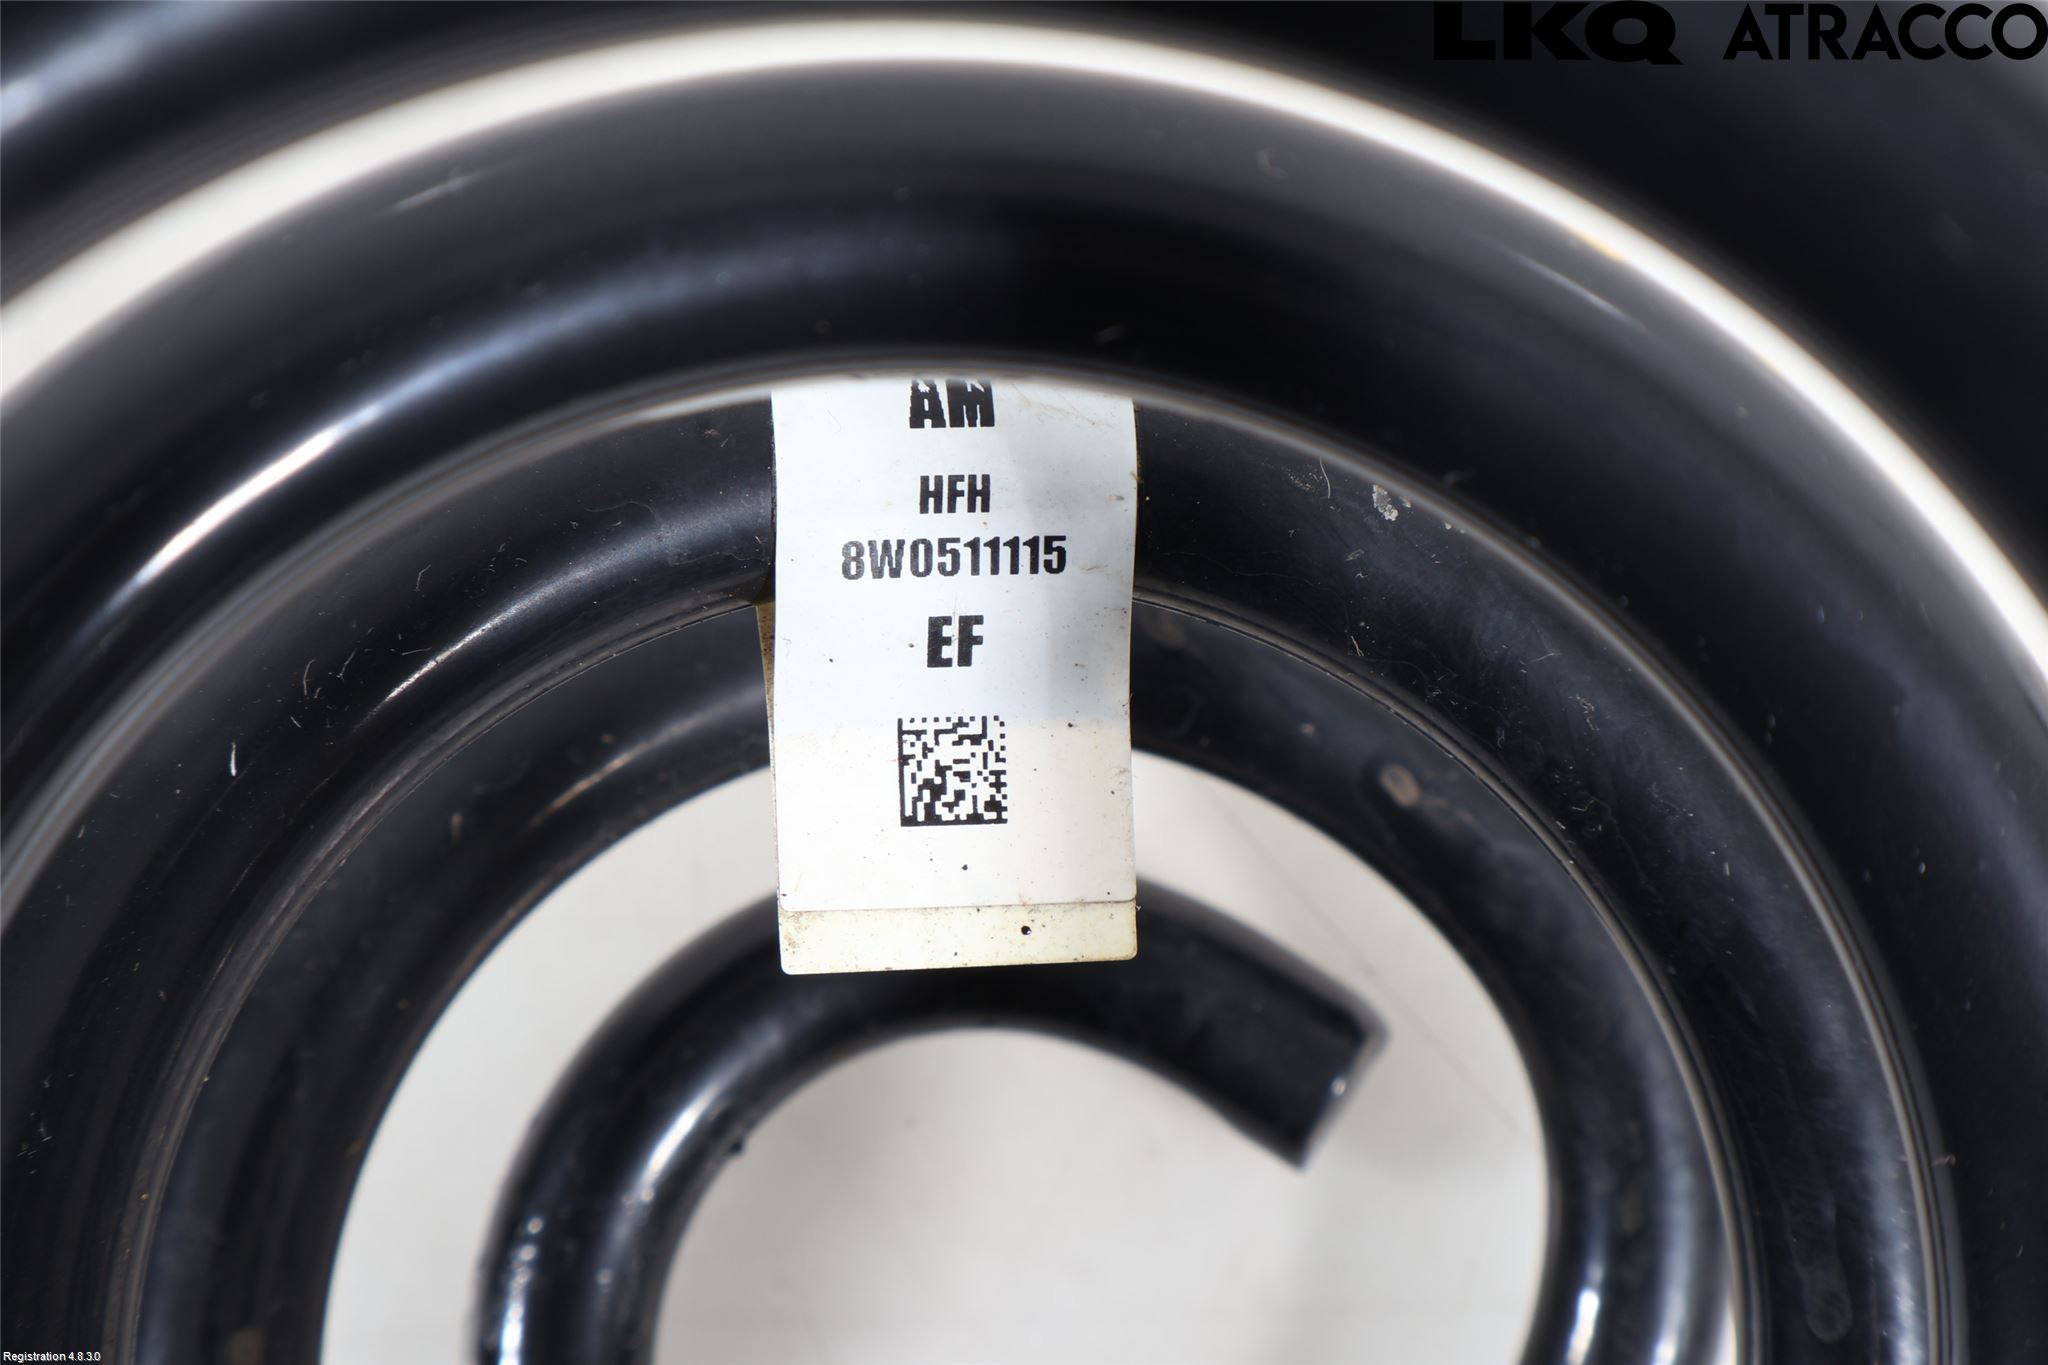 LKQ ATRACCO
AM
HFH
8W0511115
EF
Registration 4.8.3.0